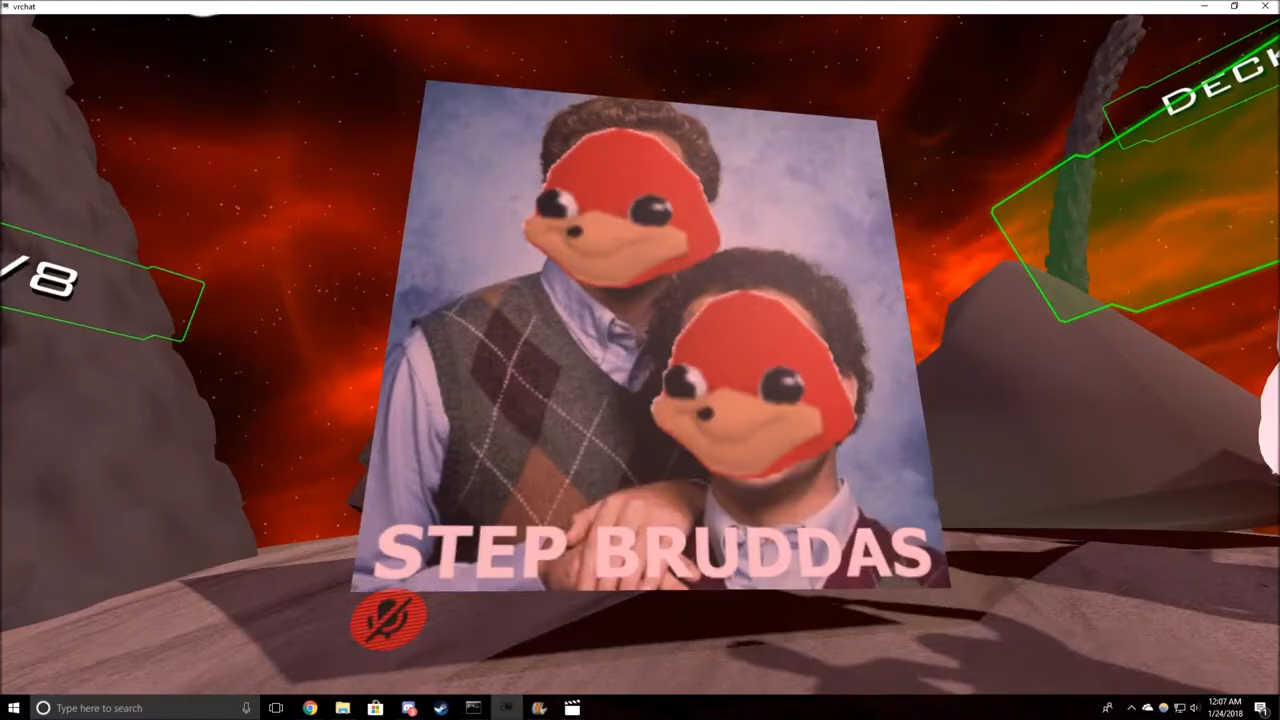 vrchat
DECK
/8
STEP BRUDDAS
Type here to search
12:07 AM
1/24/2018